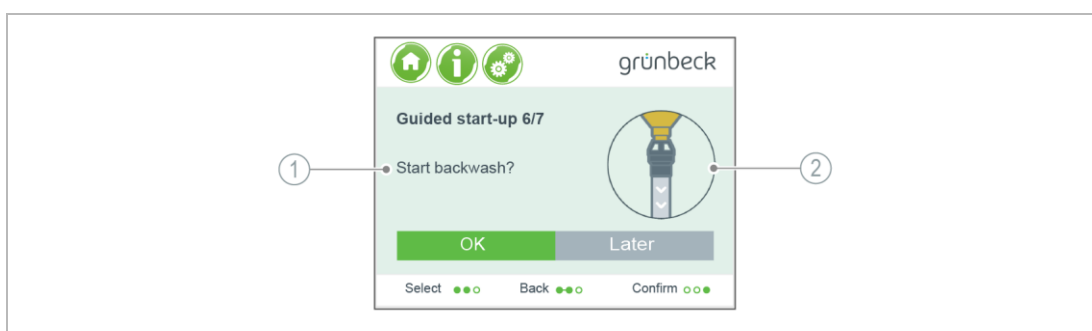 grünbeck
Guided start-up 6/7
1
Start backwash?
2
OK Later
Select Back Confirm